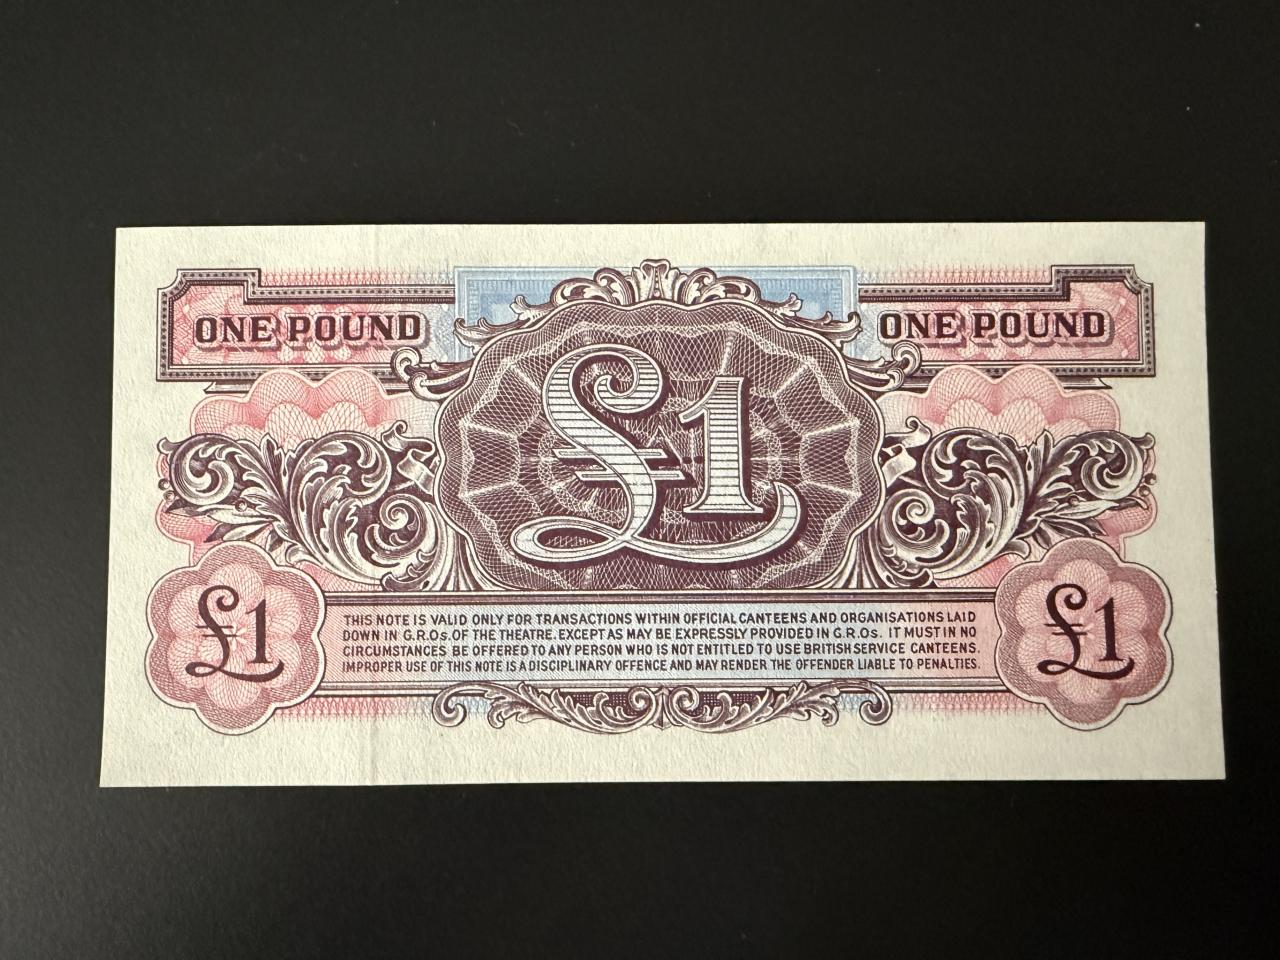 ONE POUND
ONE POUND
£1
£1
£1
THIS NOTE IS VALID ONLY FOR TRANSACTIONS WITHIN OFFICIAL CANTEENS AND ORGANISATIONS LAID
DOWN IN G.R.Os. OF THE THEATRE. EXCEPT AS MAY BE EXPRESSLY PROVIDED IN G.R.Os. IT MUST IN NO
CIRCUMSTANCES BE OFFERED TO ANY PERSON WHO IS NOT ENTITLED TO USE BRITISH SERVICE CANTEENS.
IMPROPER USE OF THIS NOTE IS A DISCIPLINARY OFFENCE AND MAY RENDER THE OFFENDER LIABLE TO PENALTIES.